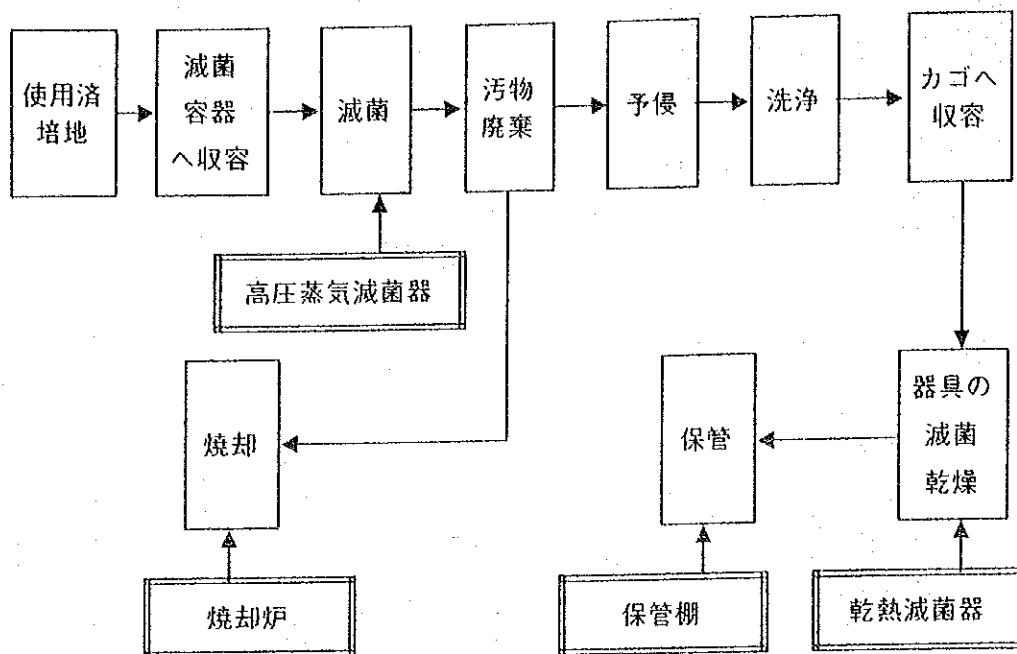 使用済
培地
滅菌
容器
へ収容
滅菌
汚物
廃棄
予侵
洗浄
カゴへ
収容
高圧蒸気滅菌器
焼却
保管
器具の
滅菌
乾燥
焼却炉
保管棚
乾熱滅菌器